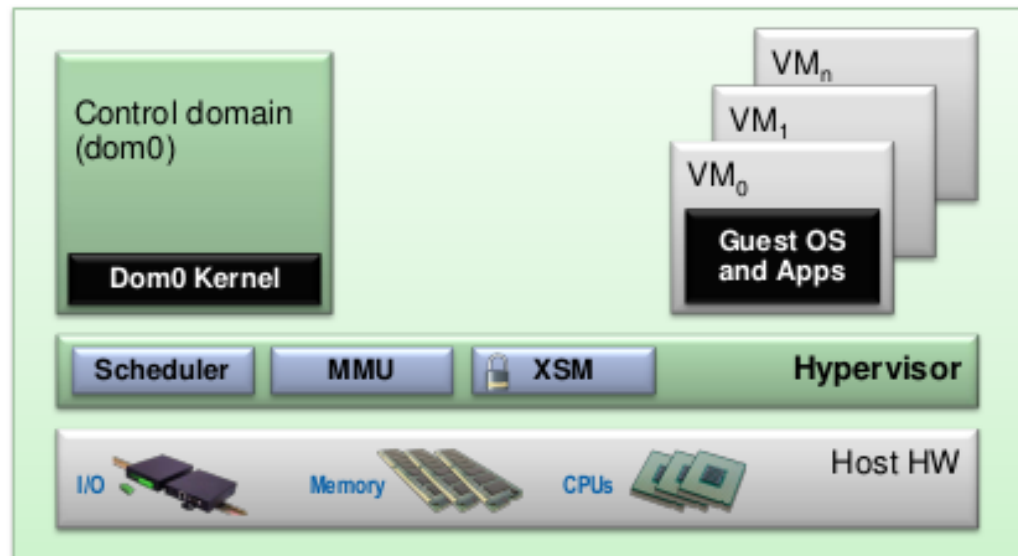 Control domain
(dom0)
Dom0 Kernel
VMn
VM1
VM0
Guest OS
and Apps
Scheduler
MMU
XSM
Hypervisor
I/O
Memory
CPUs
Host HW